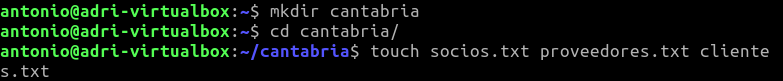 antonio@adri-virtualbox:~$ mkdir cantabria
antonio@adri-virtualbox:~$ cd cantabria/
antonio@adri-virtualbox:~/cantabria$ touch socios.txt proveedores.txt cliente
s.txt